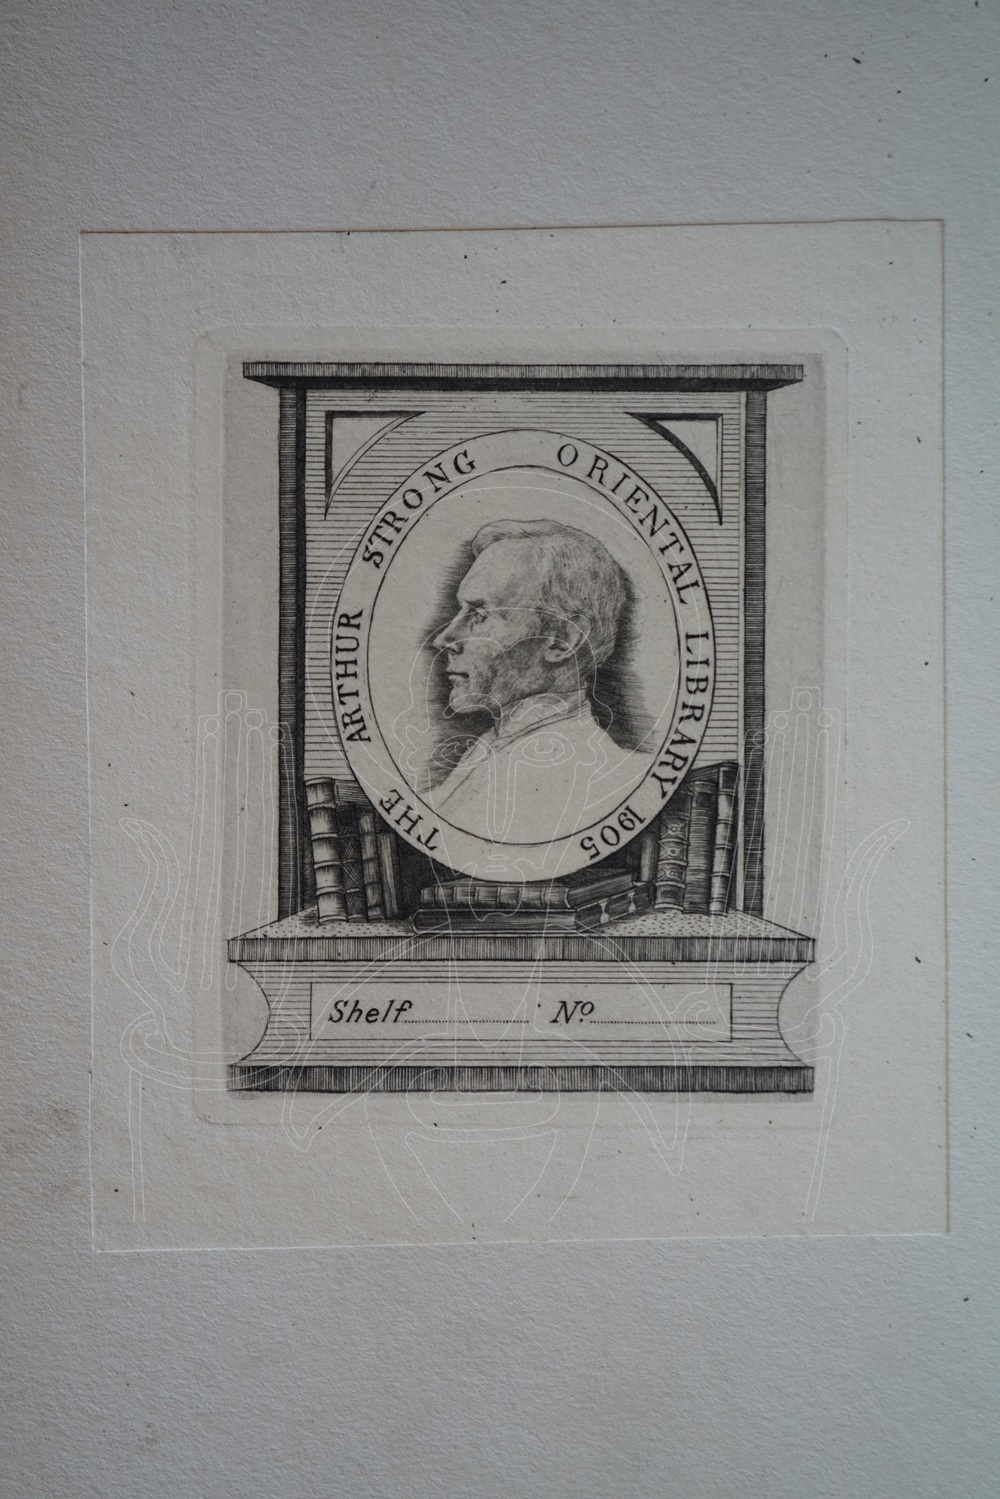 THE ARTHUR STRONG ORIENTAL LIBRARY 1905
Shelf. Nº.